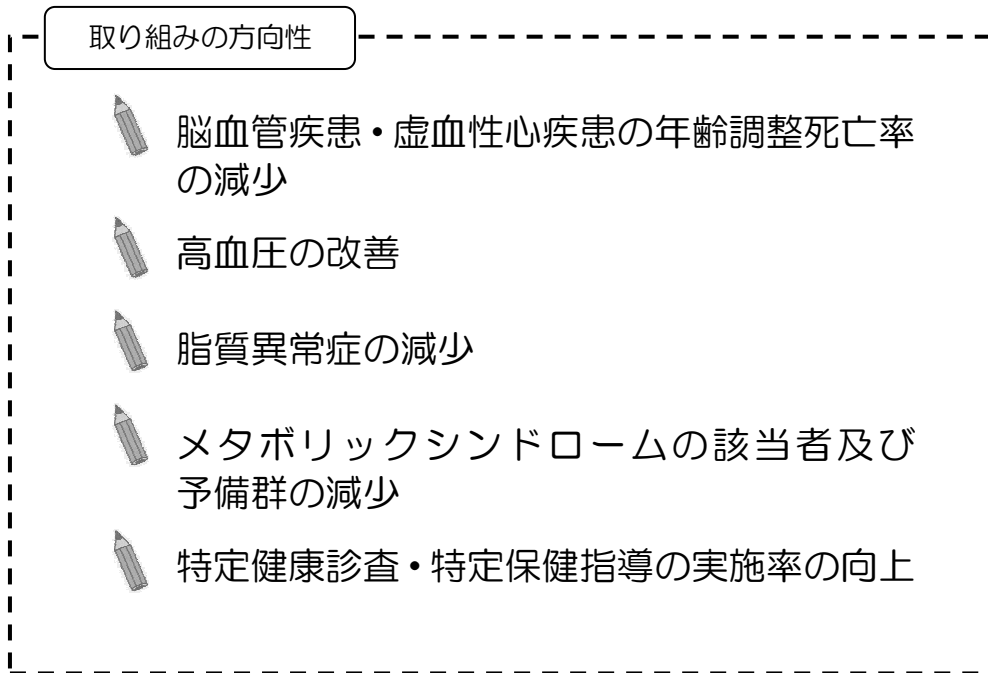 取り組みの方向性
脳血管疾患・虚血性心疾患の年齢調整死亡率
の減少
高血圧の改善
脂質異常症の減少
メタボリックシンドロームの該当者及び
予備群の減少
特定健康診査・特定保健指導の実施率の向上